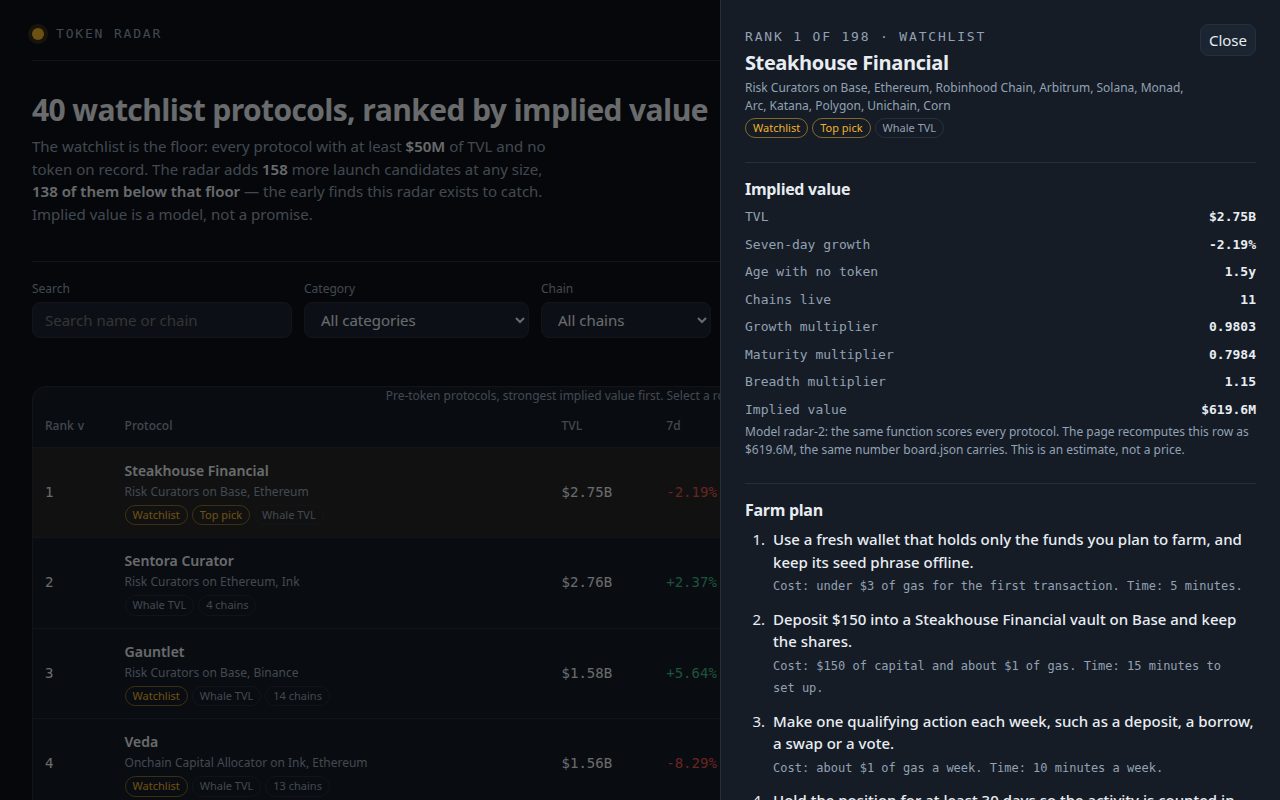 TOKEN RADAR
40 watchlist protocols, ranked by implied value
The watchlist is the floor: every protocol with at least $50M of TVL and no
token on record. The radar adds 158 more launch candidates at any size,
138 of them below that floor — the early finds this radar exists to catch.
Implied value is a model, not a promise.
Search
Category
Chain
Search name or chain
All categories
All chains
Pre-token protocols, strongest implied value first. Select a ro
Rank v
Protocol
TVL
7d
1
Steakhouse Financial
Risk Curators on Base, Ethereum
Watchlist
Top pick
Whale TVL
$2.75B
-2.19%
2
Sentora Curator
Risk Curators on Ethereum, Ink
Whale TVL
4 chains
$2.76B
+2.37%
3
Gauntlet
Risk Curators on Base, Binance
Watchlist
Whale TVL
14 chains
$1.58B
+5.64%
4
Veda
Onchain Capital Allocator on Ink, Ethereum
Watchlist
Whale TVL
13 chains
$1.56B
-8.29%
RANK 1 OF 198 · WATCHLIST
Close
Steakhouse Financial
Risk Curators on Base, Ethereum, Robinhood Chain, Arbitrum, Solana, Monad,
Arc, Katana, Polygon, Unichain, Corn
Watchlist
Top pick
Whale TVL
Implied value
TVL $2.75B
Seven-day growth -2.19%
Age with no token 1.5y
Chains live 11
Growth multiplier 0.9803
Maturity multiplier 0.7984
Breadth multiplier 1.15
Implied value $619.6M
Model radar-2: the same function scores every protocol. The page recomputes this row as
$619.6M, the same number board.json carries. This is an estimate, not a price.
Farm plan
1. Use a fresh wallet that holds only the funds you plan to farm, and
keep its seed phrase offline.
Cost: under $3 of gas for the first transaction. Time: 5 minutes.
2. Deposit $150 into a Steakhouse Financial vault on Base and keep
the shares.
Cost: $150 of capital and about $1 of gas. Time: 15 minutes to
set up.
3. Make one qualifying action each week, such as a deposit, a borrow,
a swap or a vote.
Cost: about $1 of gas a week. Time: 10 minutes a week.
4. Hold the position for at least 30 days so the activity is counted in